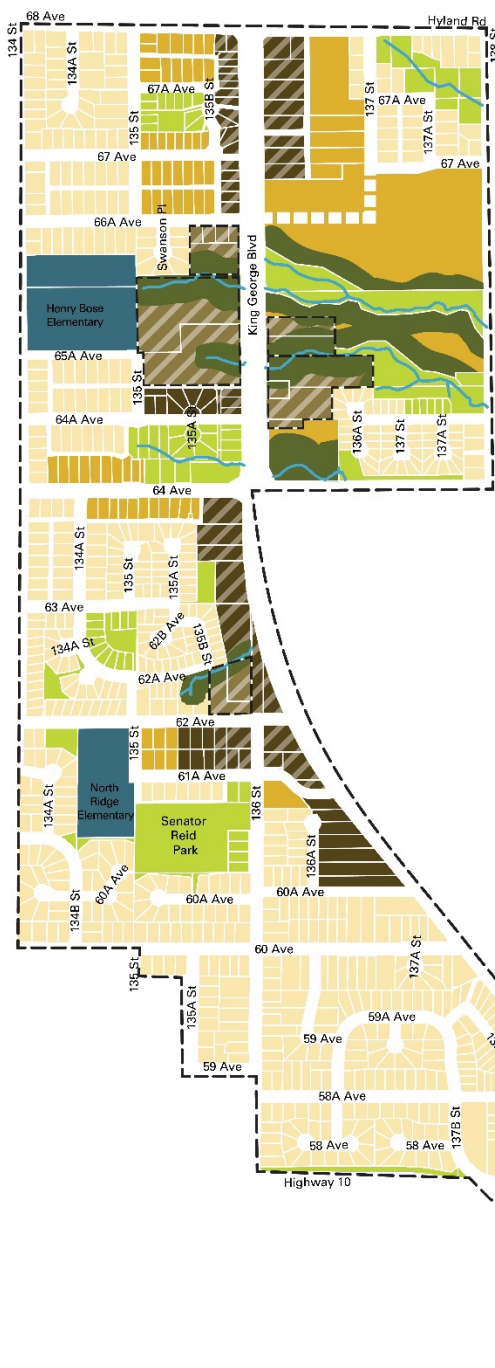 68 Ave
Hyland Rd
134 St
134A St
138 St
67A Ave
135B St
135 St
137 St
67A Ave
137A St
67 Ave
67 Ave
66A Ave
Swanson Pl
King George Blvd
Henry Bose
Elementary
65A Ave
135 St
64A Ave
135A St
136A St
137 St
137A St
64 Ave
134A St
135 St
135A St
63 Ave
134A St
62B Ave
135B St
62A Ave
62 Ave
135 St
61A Ave
134A St
North
Ridge
Elementary
136 St
Senator
Reid
Park
136A St
60A Ave
60A Ave
60A Ave
134B St
60 Ave
137A St
135 St
135A St
59A Ave
59 Ave
59 Ave
58A Ave
137B St
58 Ave
58 Ave
Highway 10